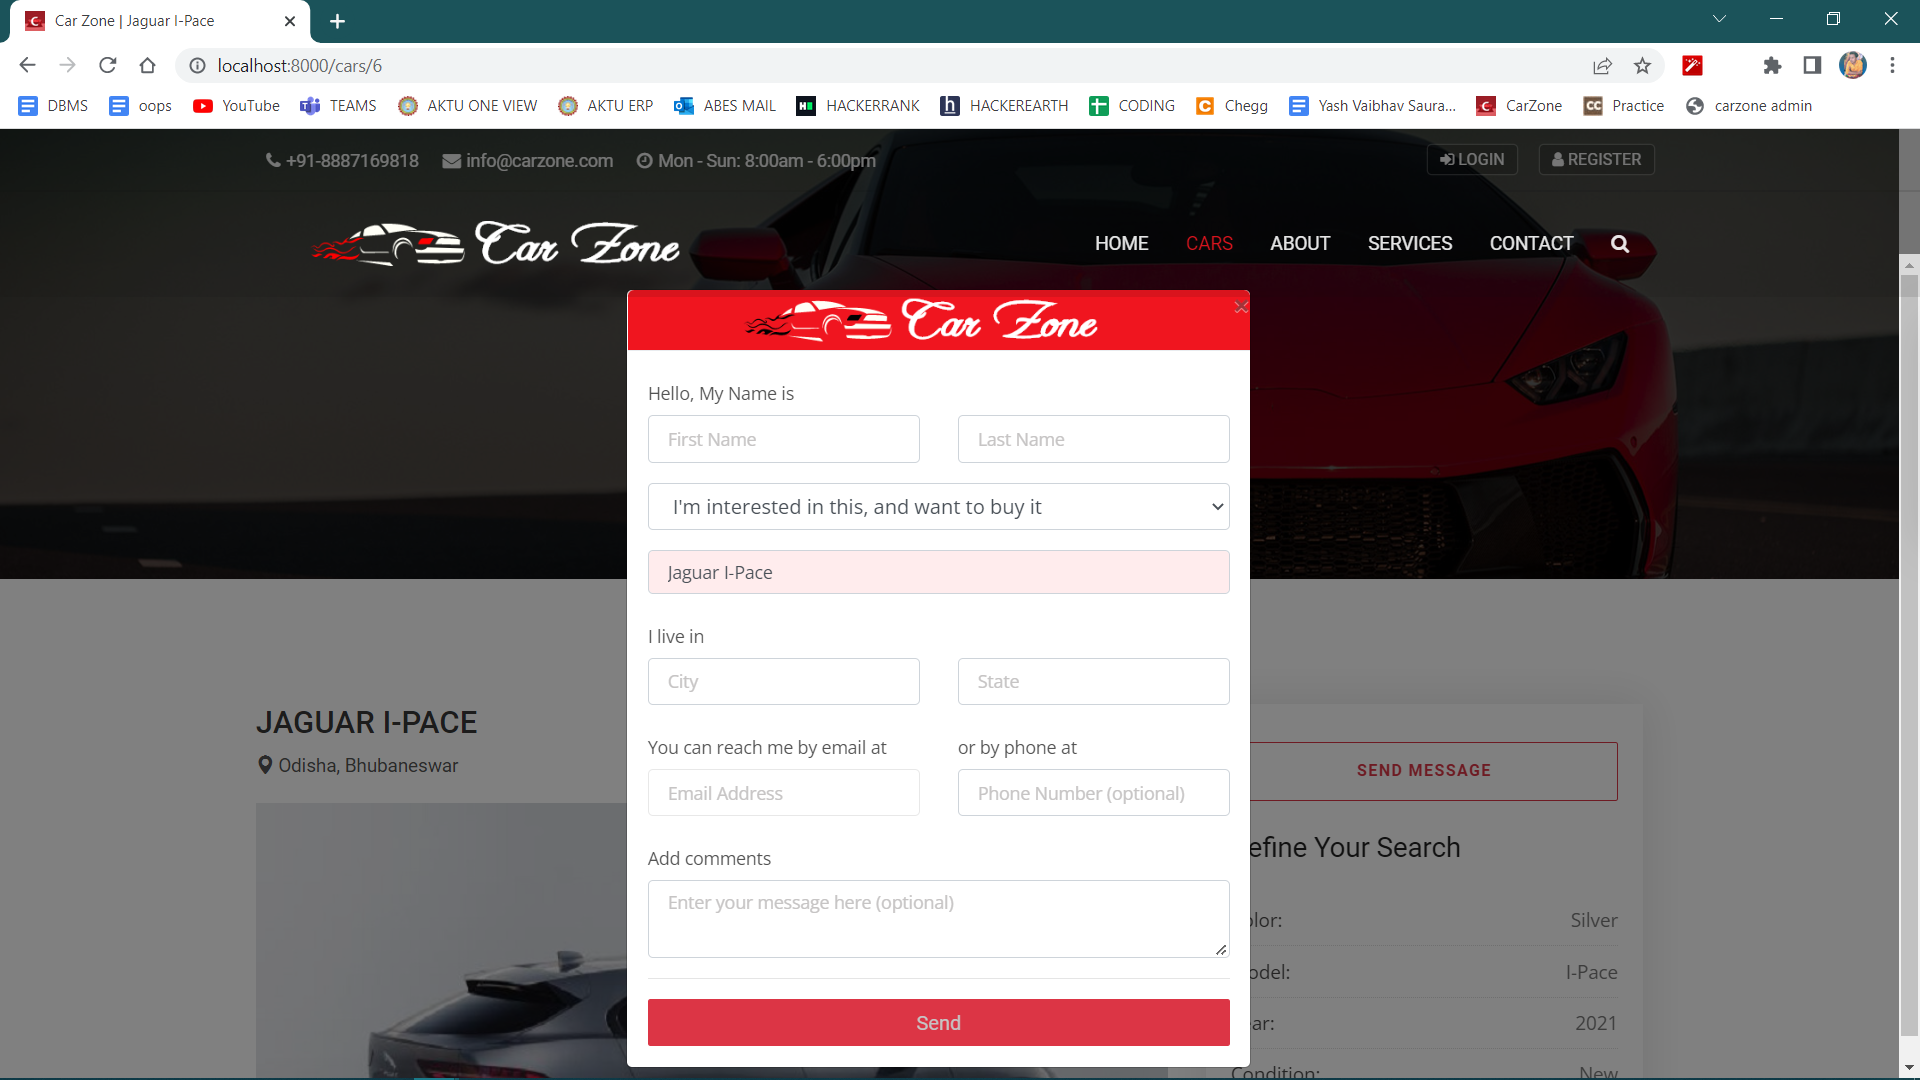 Car Zone | Jaguar I-Pace
localhost:8000/cars/6
DBMS oops YouTube TEAMS AKTU ONE VIEW AKTU ERP ABES MAIL HACKERRANK HACKEREARTH CODING Chegg Yash Vaibhav Saura... CarZone Practice carzone admin
+91-8887169818 info@carzone.com Mon - Sun: 8:00am - 6:00pm LOGIN REGISTER
Car Zone HOME CARS ABOUT SERVICES CONTACT
Car Zone
Hello, My Name is
First Name Last Name
I'm interested in this, and want to buy it
Jaguar I-Pace
I live in
City State
JAGUAR I-PACE
Odisha, Bhubaneswar
You can reach me by email at or by phone at
Email Address Phone Number (optional)
Add comments
Enter your message here (optional)
Send
SEND MESSAGE
efine Your Search
olor: Silver
odel: I-Pace
ear: 2021
Condition: New